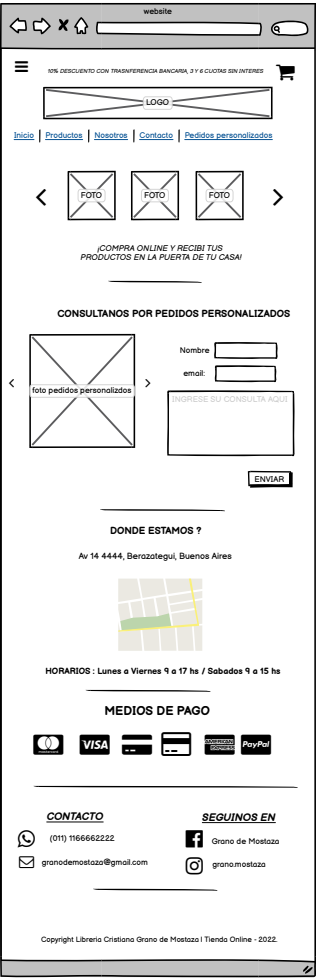 website
10% DESCUENTO CON TRASNFERENCIA BANCARIA, 3 Y 6 CUOTAS SIN INTERES
LOGO
Inicio | Productos | Nosotros | Contacto | Pedidos personalizados
FOTO FOTO FOTO
¡COMPRA ONLINE Y RECIBI TUS
PRODUCTOS EN LA PUERTA DE TU CASA!
CONSULTANOS POR PEDIDOS PERSONALIZADOS
foto pedidos personalizdos
Nombre
email:
INGRESE SU CONSULTA AQUI
ENVIAR
DONDE ESTAMOS ?
Av 14 4444, Berazategui, Buenos Aires
HORARIOS : Lunes a Viernes 9 a 17 hs / Sabados 9 a 15 hs
MEDIOS DE PAGO
VISA
AMERICAN
EXPRESS
PayPal
CONTACTO
(011) 1166662222
granodemostaza@gmail.com
SEGUINOS EN
Grano de Mostaza
grano.mostaza
Copyright Libreria Cristiana Grano de Mostaza | Tienda Online - 2022.